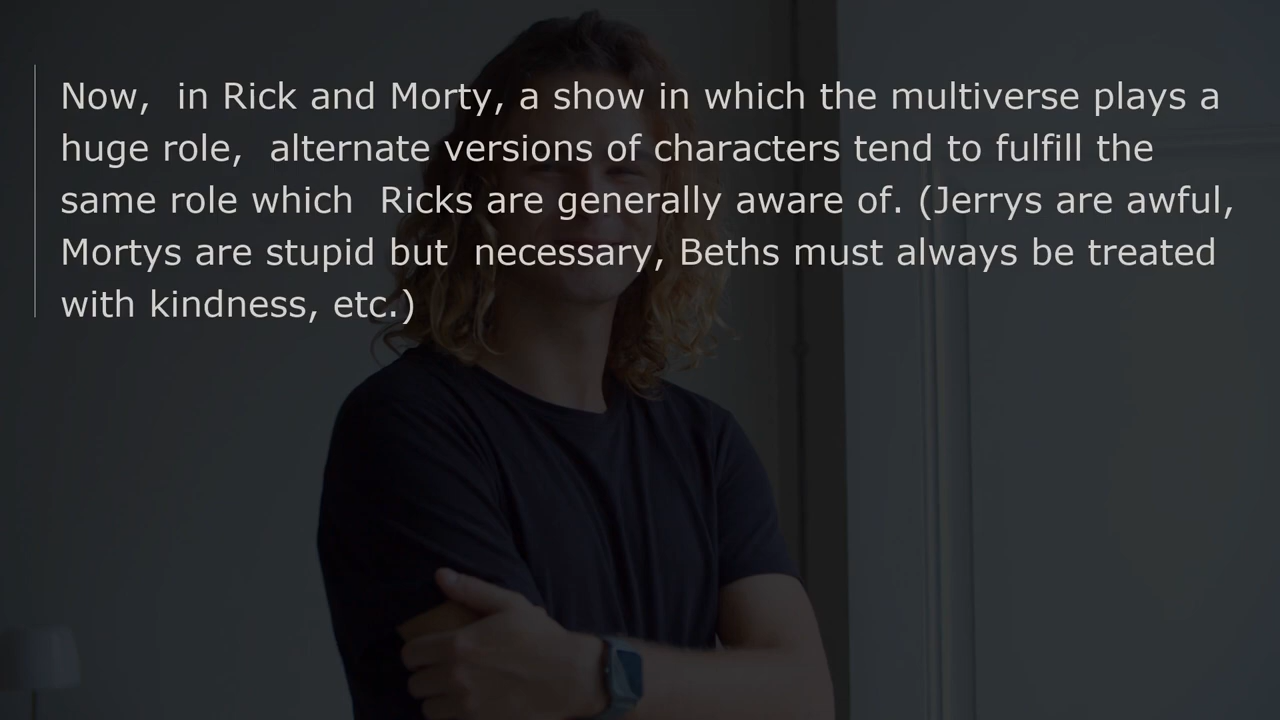 Now,  in Rick and Morty, a show in which the multiverse plays a
huge role,  alternate versions of characters tend to fulfill the
same role which  Ricks are generally aware of. (Jerrys are awful,
Mortys are stupid but  necessary, Beths must always be treated
with kindness, etc.)